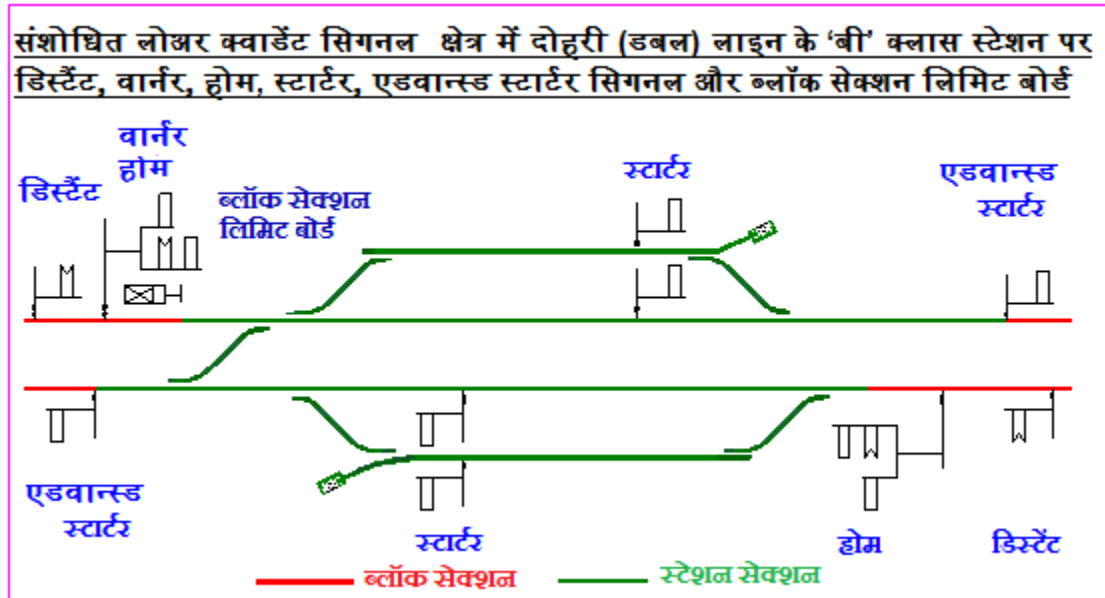 संशोधित लोअर क्वाडेंट सिगनल क्षेत्र में दोहरी (डबल) लाइन के ‘बी’ क्लास स्टेशन पर
डिस्टैंट, वार्नर, होम, स्टार्टर, एडवान्स्ड स्टार्टर सिगनल और ब्लॉक सेक्शन लिमिट बोर्ड
वार्नर
होम
डिस्टैंट
ब्लॉक सेक्शन
लिमिट बोर्ड
स्टार्टर
एडवान्स्ड
स्टार्टर
एडवान्स्ड
स्टार्टर
स्टार्टर
होम
डिस्टेंट
ब्लॉक सेक्शन
स्टेशन सेक्शन